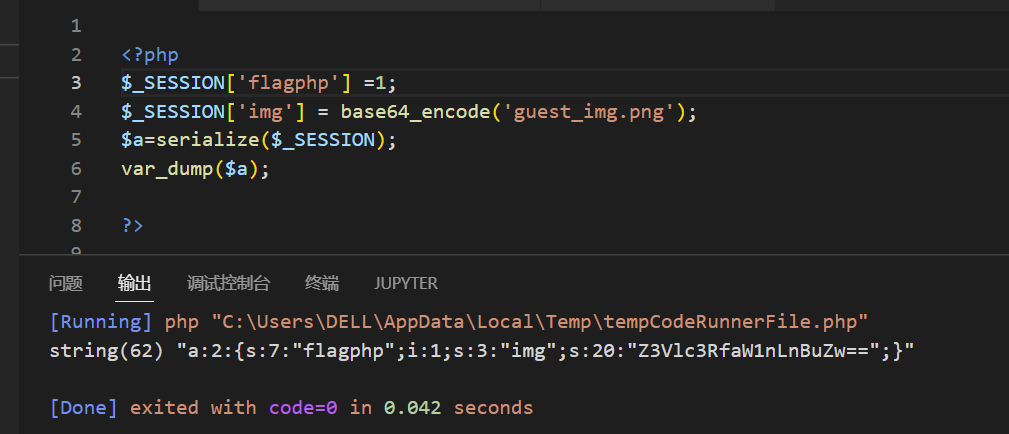 1
2 <?php
3 $_SESSION['flagphp'] =1;
4 $_SESSION['img'] = base64_encode('guest_img.png');
5 $a=serialize($_SESSION);
6 var_dump($a);
7
8 ?>
9
问题 输出 调试控制台 终端 JUPYTER
[Running] php "C:\Users\DELL\AppData\Local\Temp\tempCodeRunnerFile.php"
string(62) "a:2:{s:7:"flagphp";i:1;s:3:"img";s:20:"Z3Vlc3RfaW1nLnBuZw==";}"
[Done] exited with code=0 in 0.042 seconds